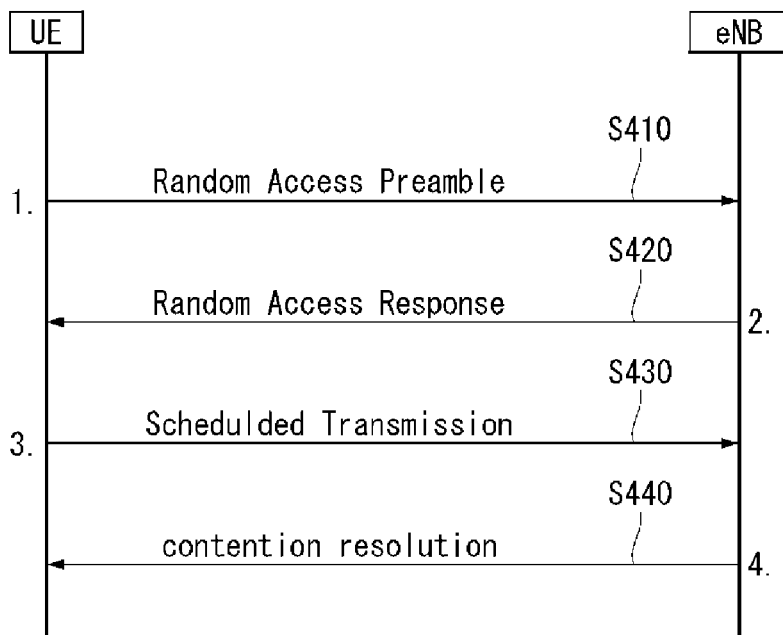 UE
eNB
S410
Random Access Preamble
1.
S420
Random Access Response
2.
S430
Schedulded Transmission
3.
S440
contention resolution
4.